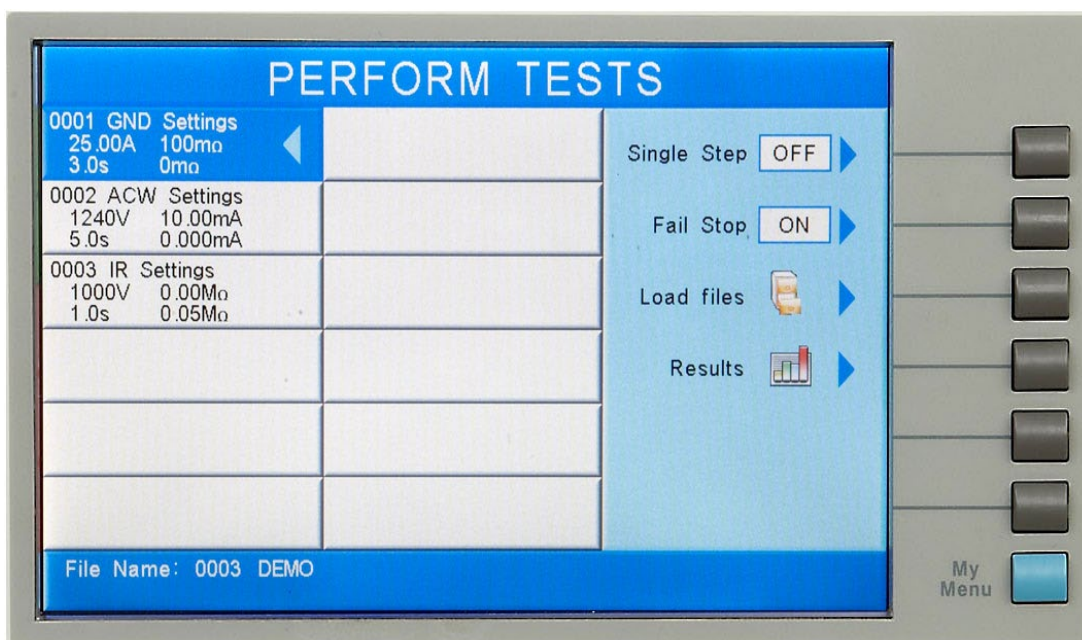 PERFORM TESTS
0001 GND Settings
25.00A 100mΩ
3.0s 0mΩ
0002 ACW Settings
1240V 10.00mA
5.0s 0.000mA
0003 IR Settings
1000V 0.00MΩ
1.0s 0.05MΩ
Single Step OFF
Fail Stop ON
Load files
Results
File Name: 0003 DEMO
My
Menu